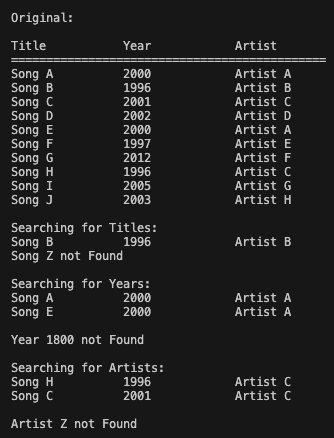 Original:
Title Year Artist
=============================================
Song A 2000 Artist A
Song B 1996 Artist B
Song C 2001 Artist C
Song D 2002 Artist D
Song E 2000 Artist A
Song F 1997 Artist E
Song G 2012 Artist F
Song H 1996 Artist C
Song I 2005 Artist G
Song J 2003 Artist H
Searching for Titles:
Song B 1996 Artist B
Song Z not Found
Searching for Years:
Song A 2000 Artist A
Song E 2000 Artist A
Year 1800 not Found
Searching for Artists:
Song H 1996 Artist C
Song C 2001 Artist C
Artist Z not Found